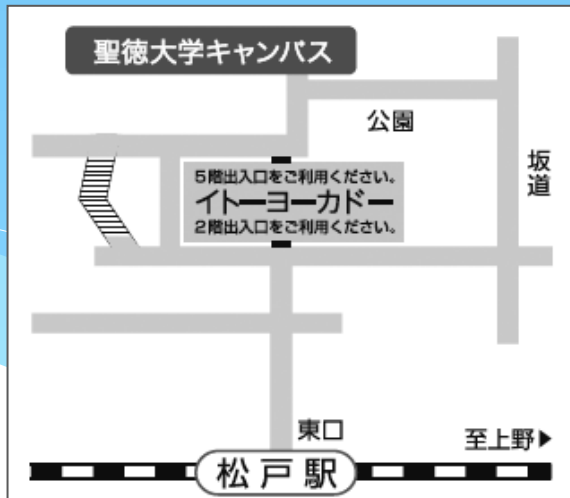 聖徳大学キャンパス
公園
坂道
5階出入口をご利用ください。
イトーヨーカドー
2階出入口をご利用ください。
東口
至上野▶
松戸駅